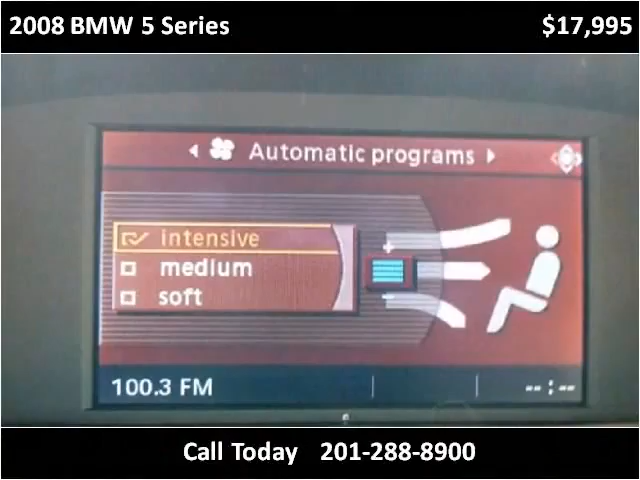 2008 BMW 5 Series $17,995
Automatic programs
intensive
medium
soft
100.3 FM
-- : --
Call Today 201-288-8900